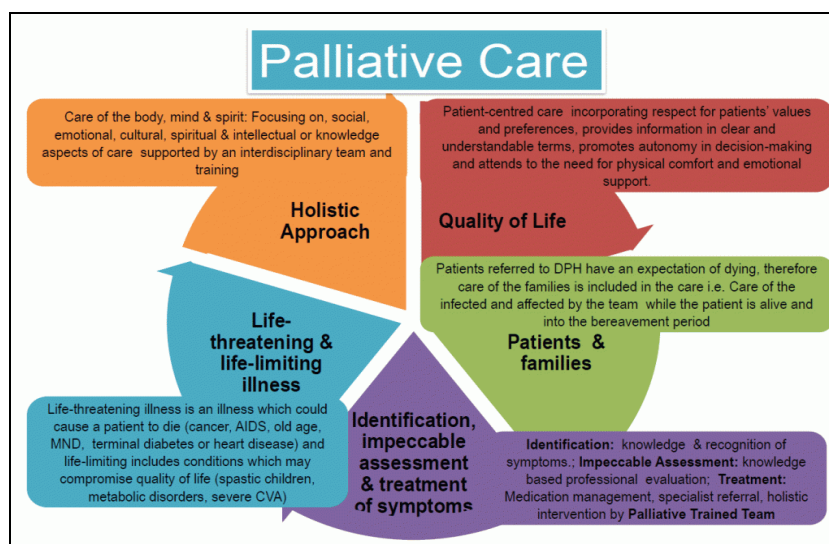 Palliative Care
Care of the body, mind & spirit: Focusing on, social,
emotional, cultural, spiritual & intellectual or knowledge
aspects of care supported by an interdisciplinary team and
training
Holistic
Approach
Patient-centred care incorporating respect for patients' values
and preferences, provides information in clear and
understandable terms, promotes autonomy in decision-making
and attends to the need for physical comfort and emotional
support.
Quality of Life
Patients referred to DPH have an expectation of dying, therefore
care of the families is included in the care i.e. Care of the
infected and affected by the team while the patient is alive and
into the bereavement period
Patients & 
families
Life-
threatening &
life-limiting
illness
Life-threatening illness is an illness which could
cause a patient to die (cancer, AIDS, old age,
MND, terminal diabetes or heart disease) and
life-limiting includes conditions which may
compromise quality of life (spastic children,
metabolic disorders, severe CVA)
Identification,
impeccable
assessment
& treatment
of symptoms
Identification: knowledge & recognition of
symptoms.; Impeccable Assessment: knowledge
based professional evaluation; Treatment:
Medication management, specialist referral, holistic
intervention by Palliative Trained Team